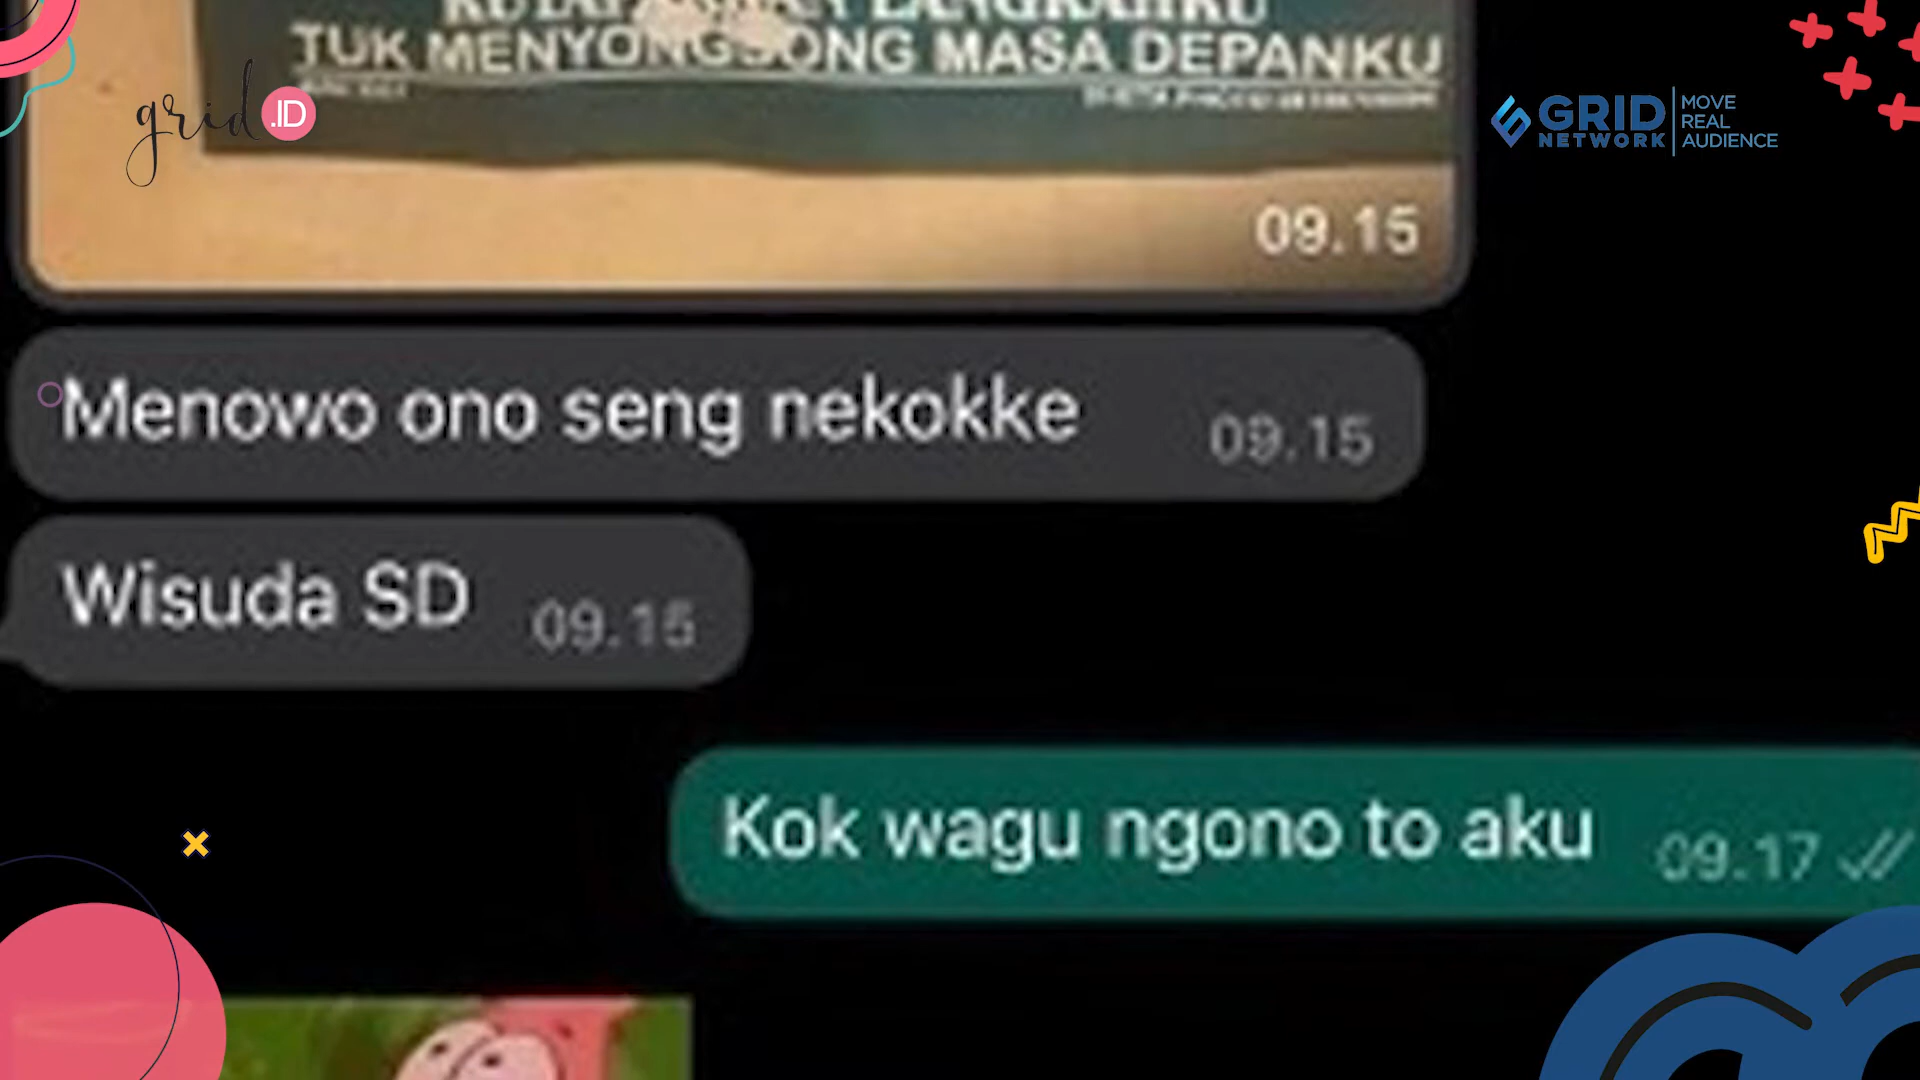 TUK MENYONGSONG MASA DEPANKU
grid.ID
GRID NETWORK
MOVE
REAL
AUDIENCE
09.15
Menowo ono seng nekokke 09.15
Wisuda SD 09.15
Kok wagu ngono to aku 09.17